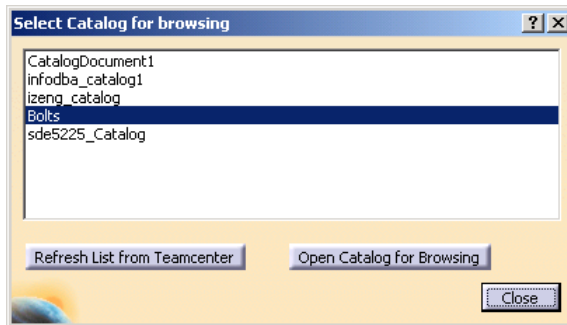 Select Catalog for browsing
CatalogDocument1
infodba_catalog1
izeng_catalog
Bolts
sde5225_Catalog
Refresh List from Teamcenter
Open Catalog for Browsing
Close